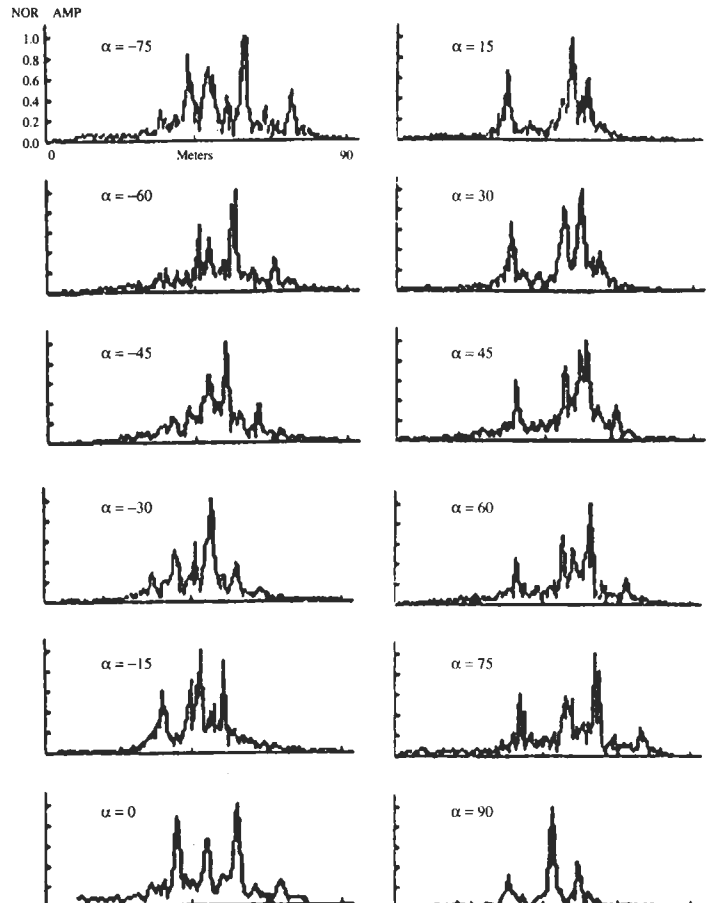 NOR AMP
1.0
0.8
0.6
0.4
0.2
0.0
α = −75
0 Meters 90
α = 15
α = −60
α = 30
α = −45
α = 45
α = −30
α = 60
α = −15
α = 75
α = 0
α = 90